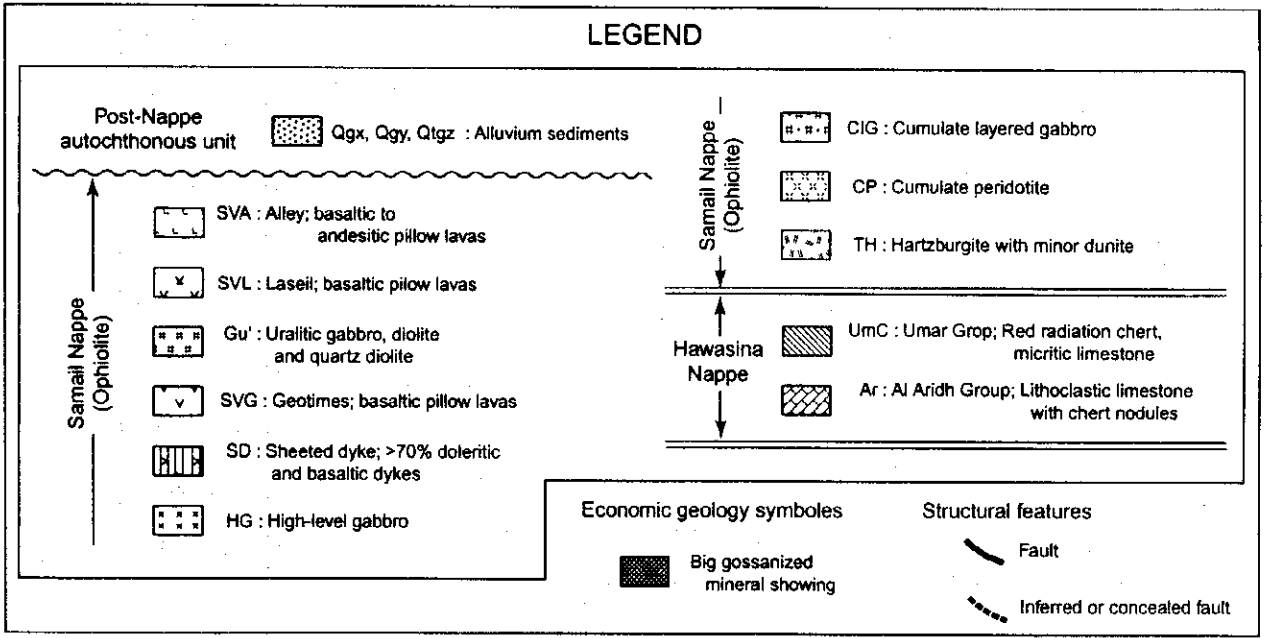 LEGEND
Post-Nappe
autochthonous unit
Qgx, Qgy, Qtgz : Alluvium sediments
Samail Nappe
(Ophiolite)
SVA : Alley; basaltic to
andesitic pillow lavas
SVL : Laseil; basaltic pilow lavas
Gu' : Uralitic gabbro, diolite
and quartz diolite
SVG : Geotimes; basaltic pillow lavas
SD : Sheeted dyke; >70% doleritic
and basaltic dykes
HG : High-level gabbro
Samail Nappe
(Ophiolite)
CIG : Cumulate layered gabbro
CP : Cumulate peridotite
TH : Hartzburgite with minor dunite
Hawasina
Nappe
UmC : Umar Grop; Red radiation chert,
micritic limestone
Ar : Al Aridh Group; Lithoclastic limestone
with chert nodules
Economic geology symboles
Big gossanized
mineral showing
Structural features
Fault
Inferred or concealed fault